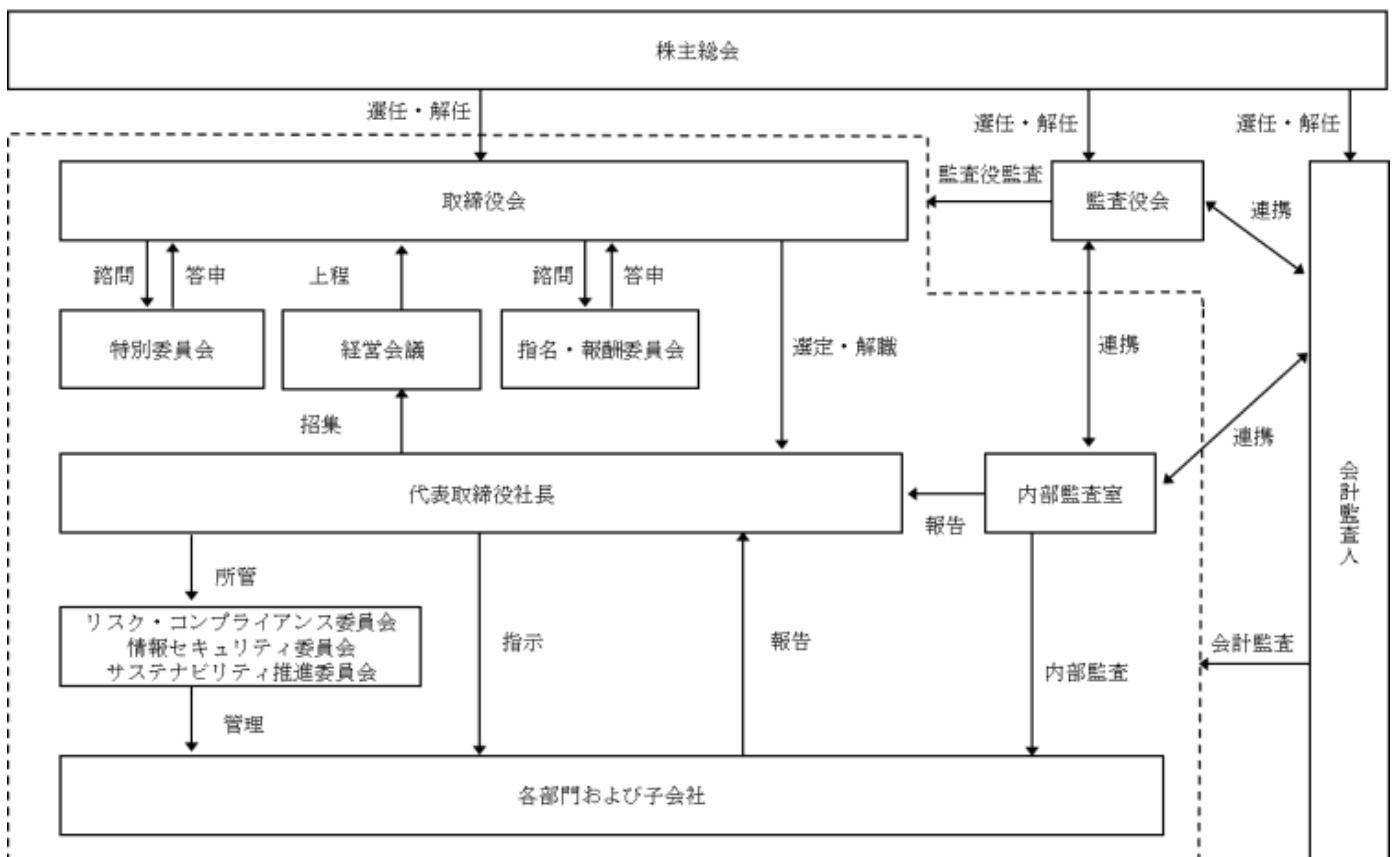 株主総会
選任・解任
選任・解任
選任・解任
取締役会
監査役監査
監査役会
連携
諮問
答申
上程
諮問
答申
特別委員会
経営会議
指名・報酬委員会
選定・解職
連携
招集
連携
代表取締役社長
報告
内部監査室
会計監査人
所管
リスク・コンプライアンス委員会
情報セキュリティ委員会
サステナビリティ推進委員会
指示
報告
内部監査
会計監査
管理
各部門および子会社